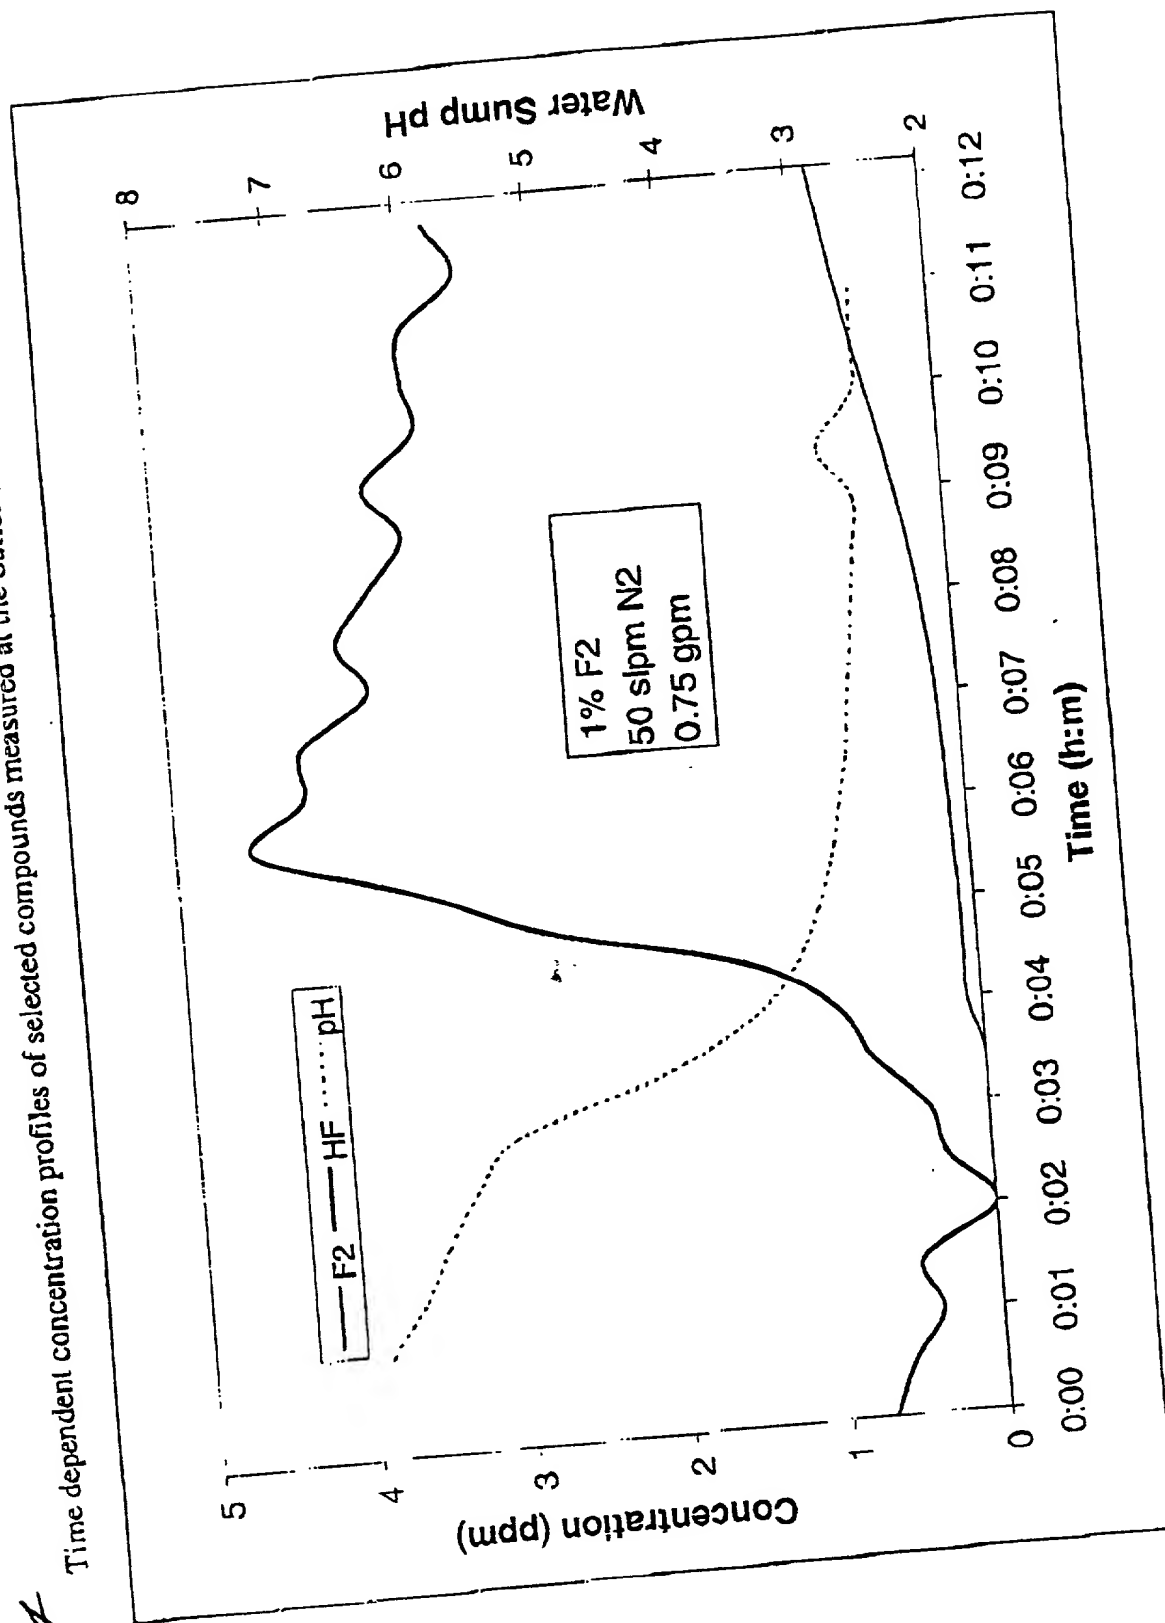 Time dependent concentration profiles of selected compounds measured at the
F2 HF pH
1% F2
50 slpm N2
0.75 gpm
Concentration (ppm)
5
4
3
2
1
0
Water Sump pH
8
7
6
5
4
3
2
0:00 0:01 0:02 0:03 0:04 0:05 0:06 0:07 0:08 0:09 0:10 0:11 0:12
Time (h:m)